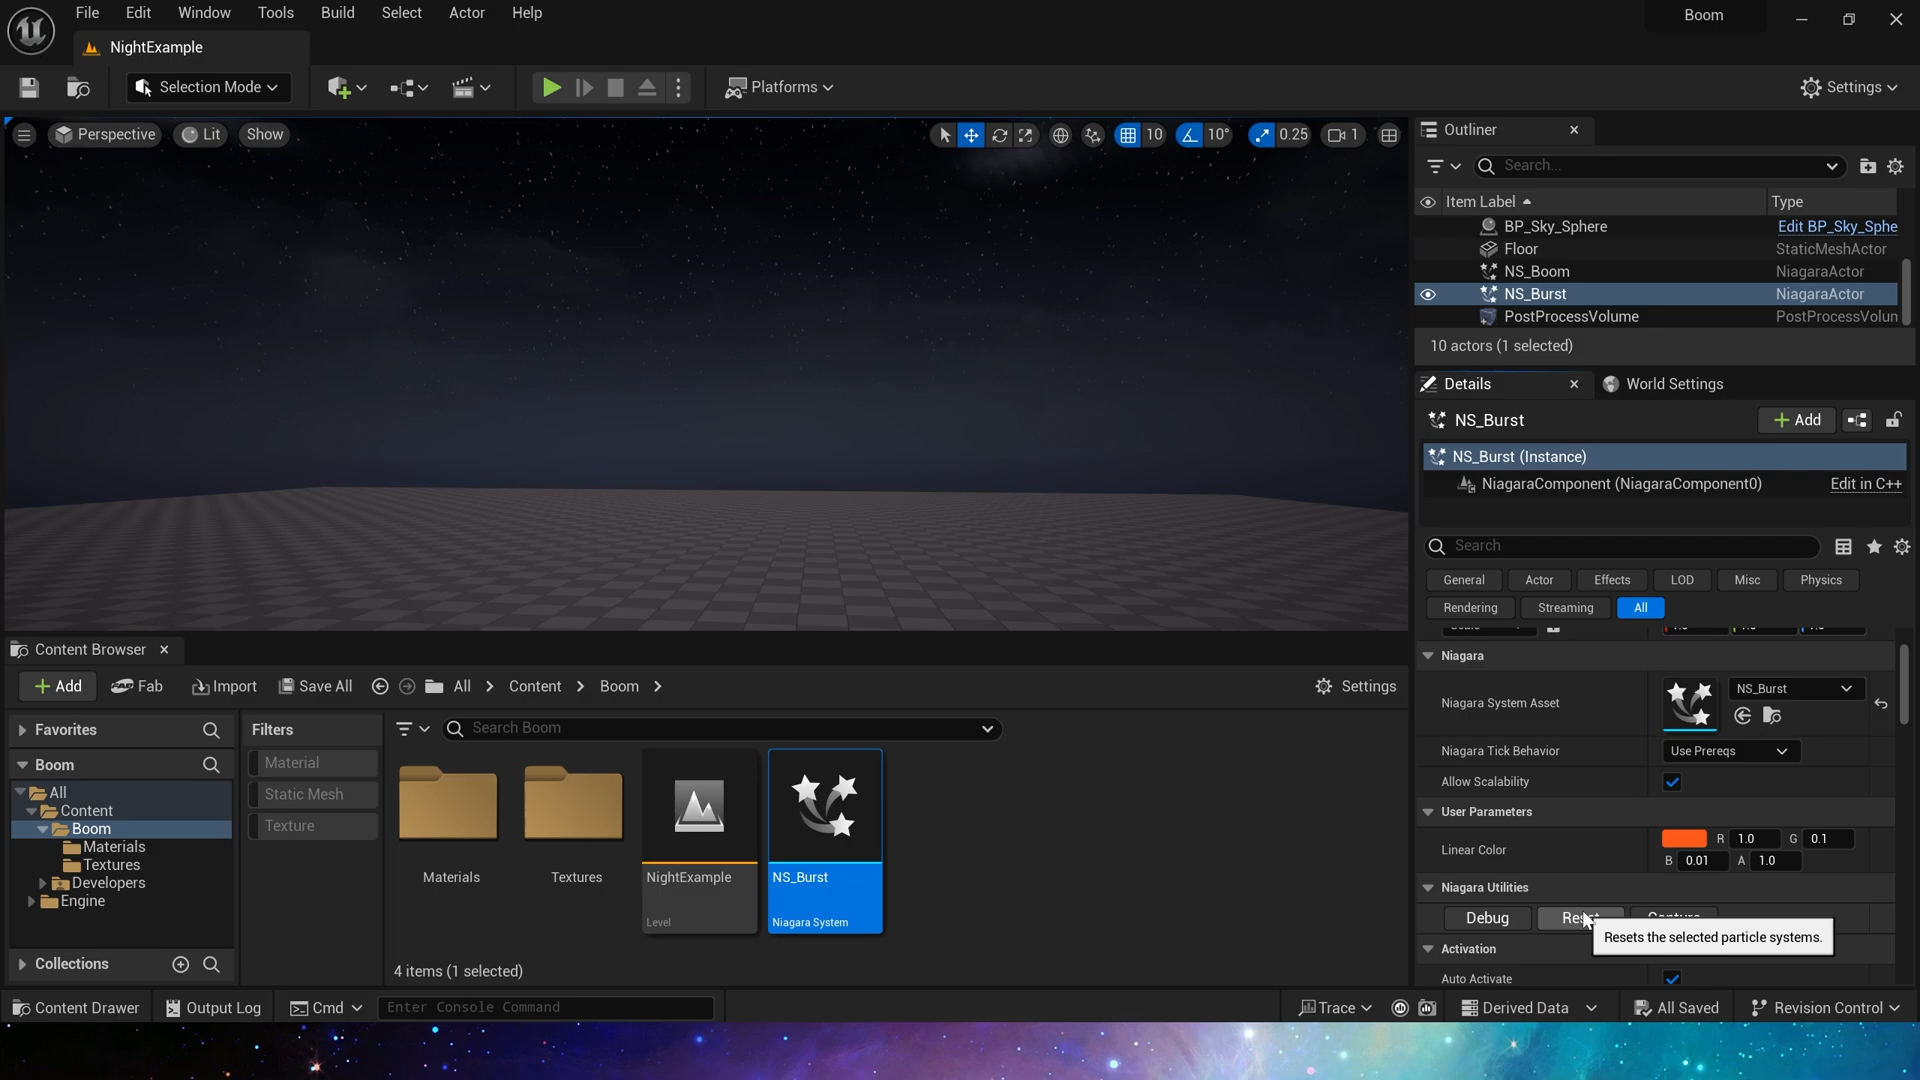 File Edit Window Tools Build Select Actor Help
Boom
NightExample
Selection Mode
Platforms
Settings
Perspective
Lit
Show
10
10°
0.25
1
Outliner
Search...
Item Label
Type
BP_Sky_Sphere
Edit BP_Sky_Sphe
Floor
StaticMeshActor
NS_Boom
NiagaraActor
NS_Burst
NiagaraActor
PostProcessVolume
PostProcessVolun
10 actors (1 selected)
Details
World Settings
NS_Burst
Add
NS_Burst (Instance)
NiagaraComponent (NiagaraComponent0)
Edit in C++
Search
General Actor Effects LOD Misc Physics
Rendering Streaming All
Niagara
Niagara System Asset
NS_Burst
Niagara Tick Behavior
Use Prereqs
Allow Scalability
User Parameters
Linear Color
R 1.0 G 0.1
B 0.01 A 1.0
Niagara Utilities
Debug
Resets the selected particle systems.
Activation
Auto Activate
Content Browser
Add
Fab
Import
Save All
All
Content
Boom
Settings
Favorites
Boom
All
Content
Boom
Materials
Textures
Developers
Engine
Collections
Filters
Material
Static Mesh
Texture
Search Boom
Materials
Textures
NightExample
Level
NS_Burst
Niagara System
4 items (1 selected)
Content Drawer
Output Log
Cmd
Enter Console Command
Trace
Derived Data
All Saved
Revision Control